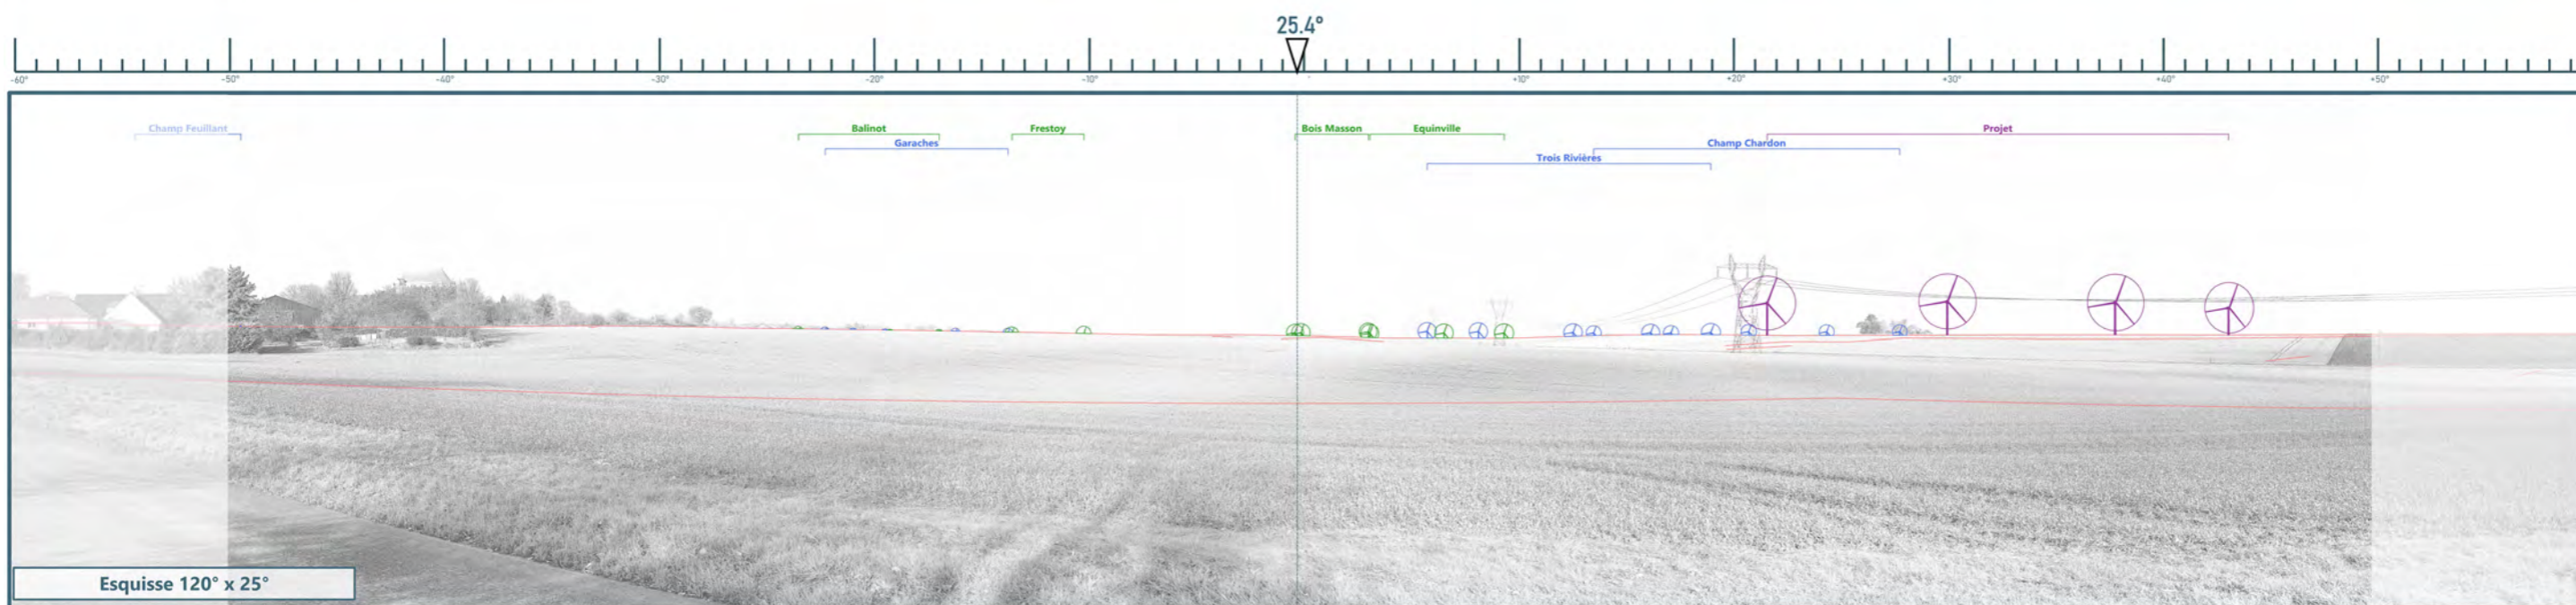 25.4°
-60° -50° -40° -30° -20° -10° +10° +20° +30° +40° +50°
Champ Feuillant Balinot Frestoy Bois Masson Equinville Projet
Garaches Champ Chardon
Trois Rivières
Esquisse 120° x 25°